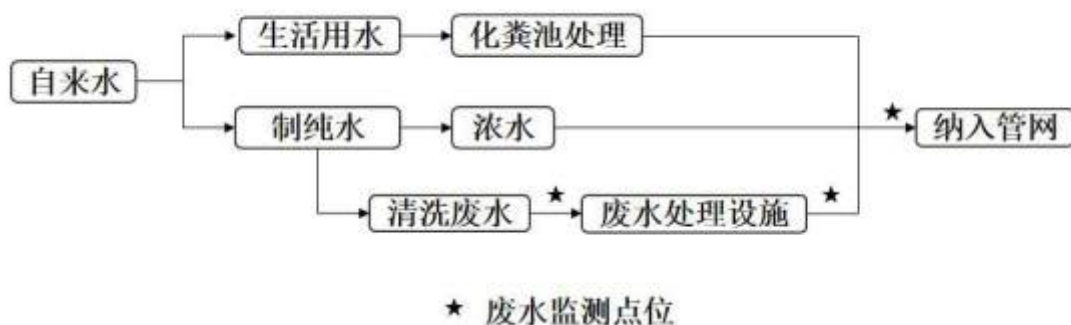 生活用水
化粪池处理
自来水
制纯水
浓水
★
纳入管网
清洗废水
★
废水处理设施
★
★ 废水监测点位